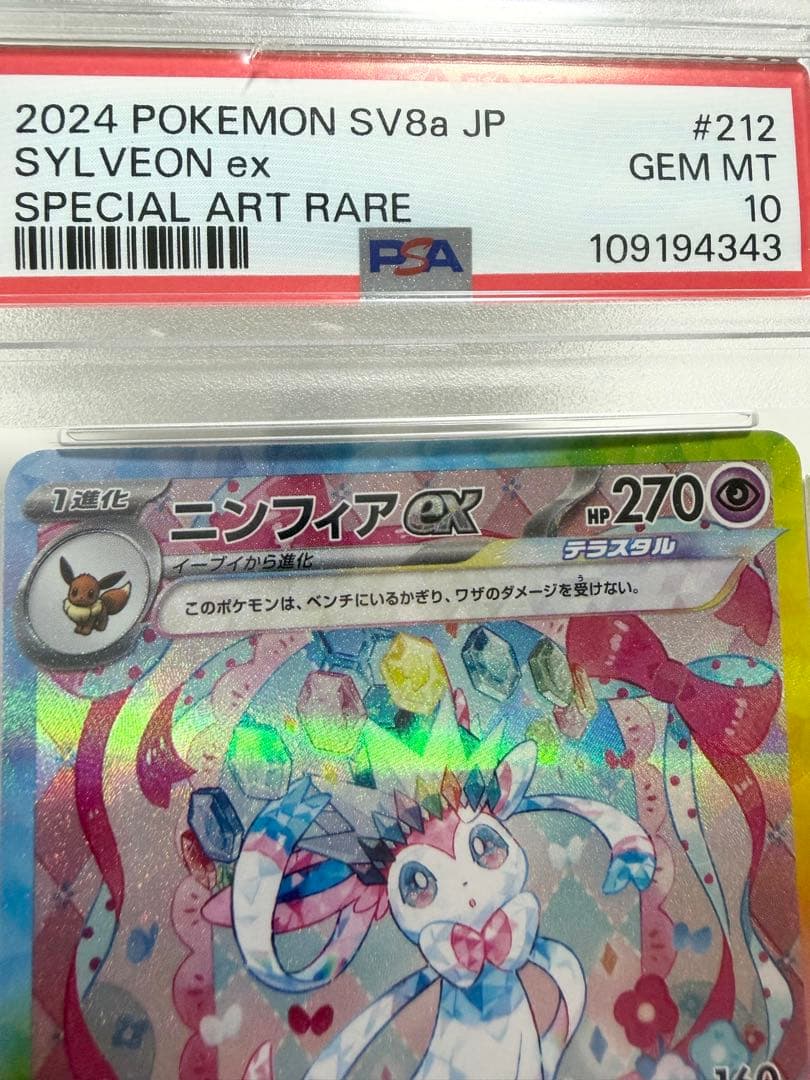 2024 POKEMON SV8a JP #212
SYLVEON ex GEM MT
SPECIAL ART RARE 10
PSA 109194343
1進化 ニンフィアex HP270
イーブイから進化 テラスタル
このポケモンは、ベンチにいるかぎり、ワザのダメージを受けない。
160